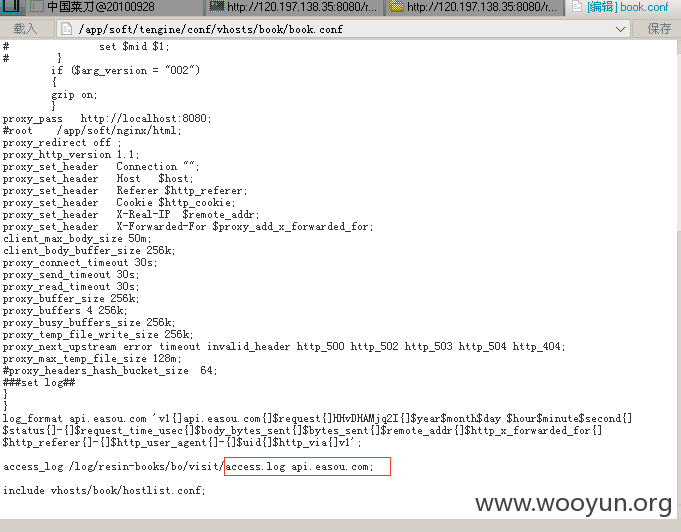 中国菜刀@20100928
http://120.197.138.35:8080/r...
http://120.197.138.35:8080/r...
[编辑] book.conf
载入
/app/soft/tengine/conf/vhosts/book/book.conf
保存
# set $mid $1;
# }
if ($arg_version = "002")
{
gzip on;
}
proxy_pass http://localhost:8080;
#root /app/soft/nginx/html;
proxy_redirect off ;
proxy_http_version 1.1;
proxy_set_header Connection "";
proxy_set_header Host $host;
proxy_set_header Referer $http_referer;
proxy_set_header Cookie $http_cookie;
proxy_set_header X-Real-IP $remote_addr;
proxy_set_header X-Forwarded-For $proxy_add_x_forwarded_for;
client_max_body_size 50m;
client_body_buffer_size 256k;
proxy_connect_timeout 30s;
proxy_send_timeout 30s;
proxy_read_timeout 30s;
proxy_buffer_size 256k;
proxy_buffers 4 256k;
proxy_busy_buffers_size 256k;
proxy_temp_file_write_size 256k;
proxy_next_upstream error timeout invalid_header http_500 http_502 http_503 http_504 http_404;
proxy_max_temp_file_size 128m;
#proxy_headers_hash_bucket_size 64;
###set log##
}
}
log_format api.easou.com 'v1{]api.easou.com{]$request{]HHvDHAMjq2I{]$year$month$day $hour$minute$second{]
$status{]-{]$request_time_usec{]$body_bytes_sent{]$bytes_sent{]$remote_addr{]$http_x_forwarded_for{]
$http_referer{]-{]$http_user_agent{]-{]$uid{]$http_via{]v1';
access_log /log/resin-books/bo/visit/access.log api.easou.com;
include vhosts/book/hostlist.conf;
www.wooyun.org